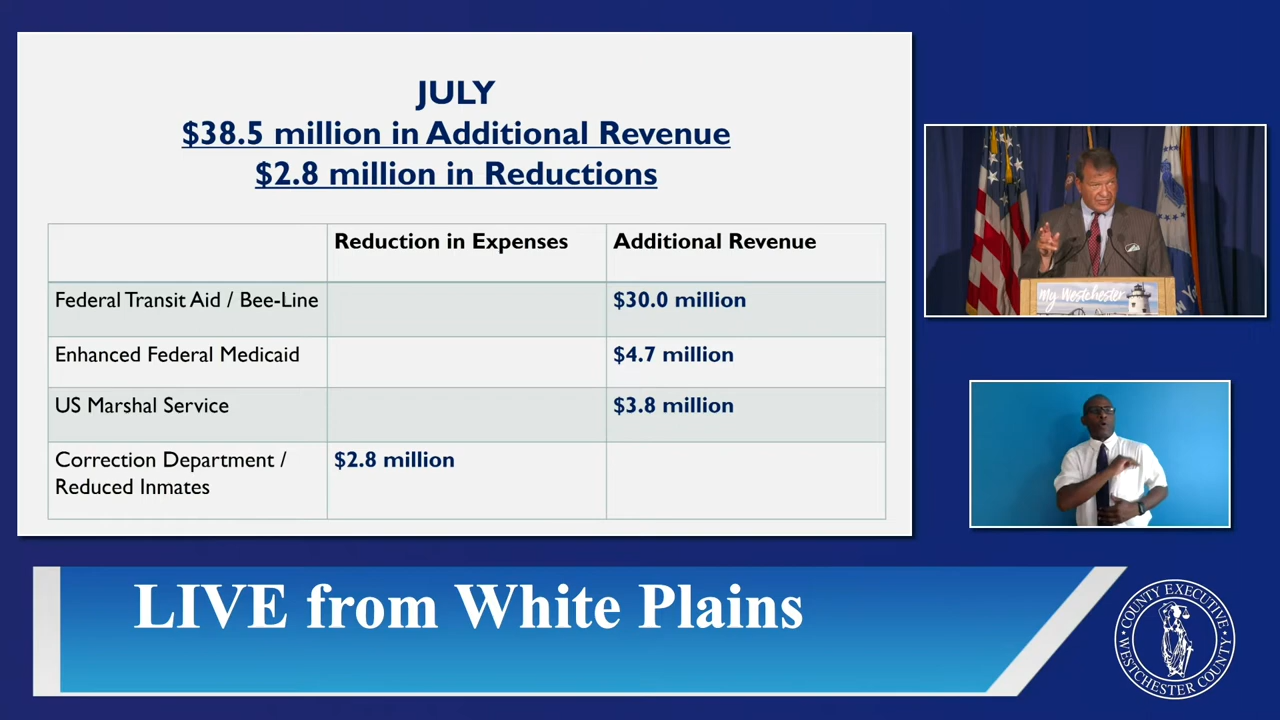 JULY
$38.5 million in Additional Revenue
$2.8 million in Reductions
Reduction in Expenses
Additional Revenue
Federal Transit Aid / Bee-Line
$30.0 million
Enhanced Federal Medicaid
$4.7 million
US Marshal Service
$3.8 million
Correction Department /
Reduced Inmates
$2.8 million
My Westchester
LIVE from White Plains
COUNTY EXECUTIVE
WESTCHESTER COUNTY